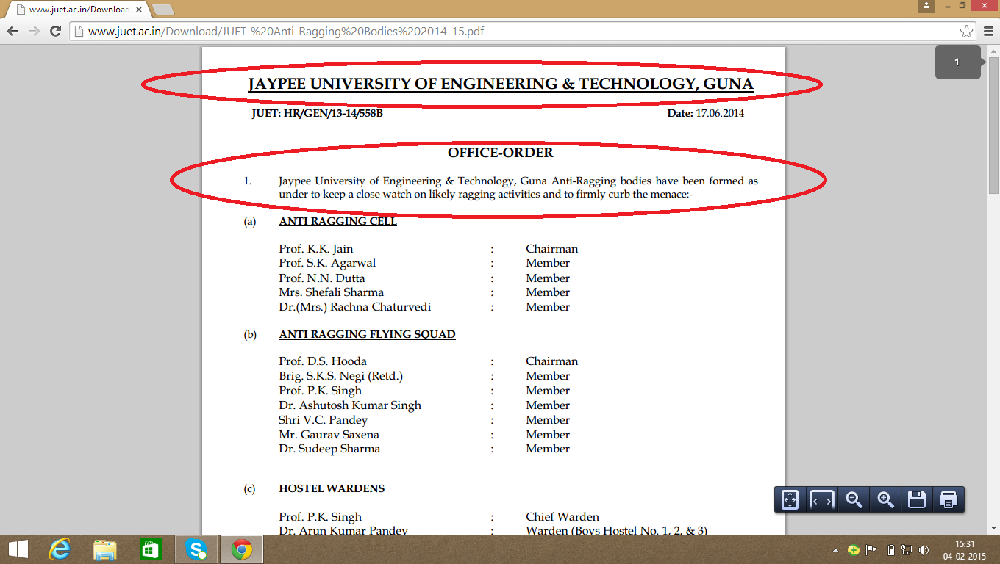 www.juet.ac.in/Download
www.juet.ac.in/Download/JUET-%20Anti-Ragging%20Bodies%202014-15.pdf
1
JAYPEE UNIVERSITY OF ENGINEERING & TECHNOLOGY, GUNA
JUET: HR/GEN/13-14/558B Date: 17.06.2014
OFFICE-ORDER
1. Jaypee University of Engineering & Technology, Guna Anti-Ragging bodies have been formed as
under to keep a close watch on likely ragging activities and to firmly curb the menace:-
(a) ANTI RAGGING CELL
Prof. K.K. Jain : Chairman
Prof. S.K. Agarwal : Member
Prof. N.N. Dutta : Member
Mrs. Shefali Sharma : Member
Dr.(Mrs.) Rachna Chaturvedi : Member
(b) ANTI RAGGING FLYING SQUAD
Prof. D.S. Hooda : Chairman
Brig. S.K.S. Negi (Retd.) : Member
Prof. P.K. Singh : Member
Dr. Ashutosh Kumar Singh : Member
Shri V.C. Pandey : Member
Mr. Gaurav Saxena : Member
Dr. Sudeep Sharma : Member
(c) HOSTEL WARDENS
Prof. P.K. Singh : Chief Warden
Dr. Arun Kumar Pandey : Warden (Boys Hostel No. 1, 2, & 3)
15:31
04-02-2015